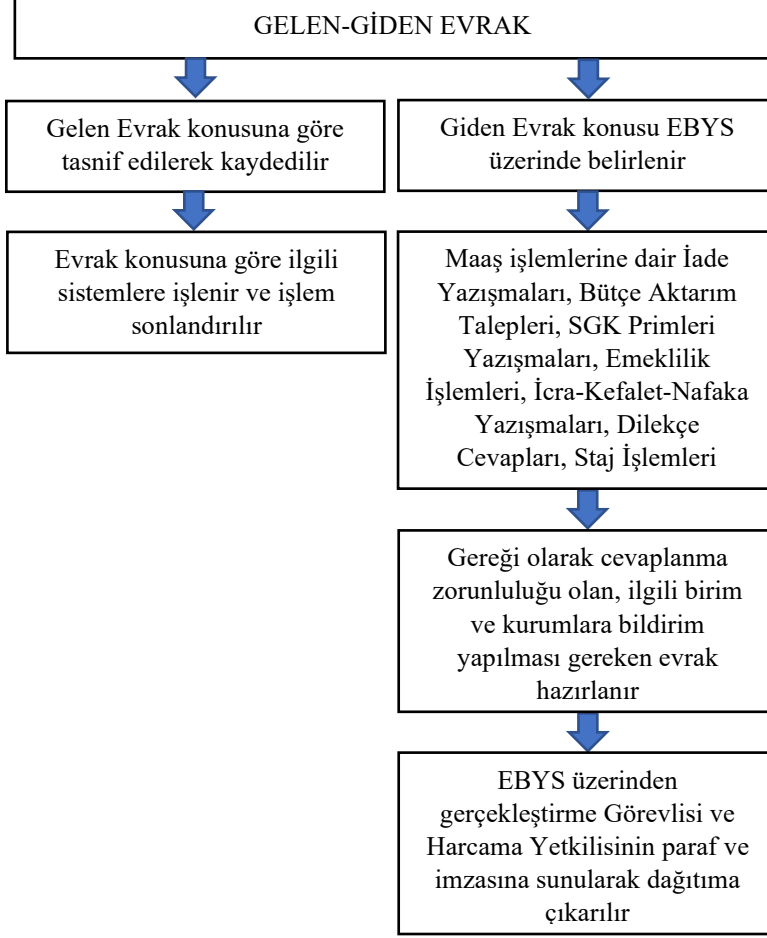 GELEN-GİDEN EVRAK
Gelen Evrak konusuna göre
tasnif edilerek kaydedilir
Evrak konusuna göre ilgili
sistemlere işlenir ve işlem
sonlandırılır
Giden Evrak konusu EBYS
üzerinde belirlenir
Maaş işlemlerine dair İade
Yazışmaları, Bütçe Aktarım
Talepleri, SGK Primleri
Yazışmaları, Emeklilik
İşlemleri, İcra-Kefalet-Nafaka
Yazışmaları, Dilekçe
Cevapları, Staj İşlemleri
Gereği olarak cevaplanma
zorunluluğu olan, ilgili birim
ve kurumlara bildirim
yapılması gereken evrak
hazırlanır
EBYS üzerinden
gerçekleştirme Görevlisi ve
Harcama Yetkilisinin paraf ve
imzasına sunularak dağıtıma
çıkarılır